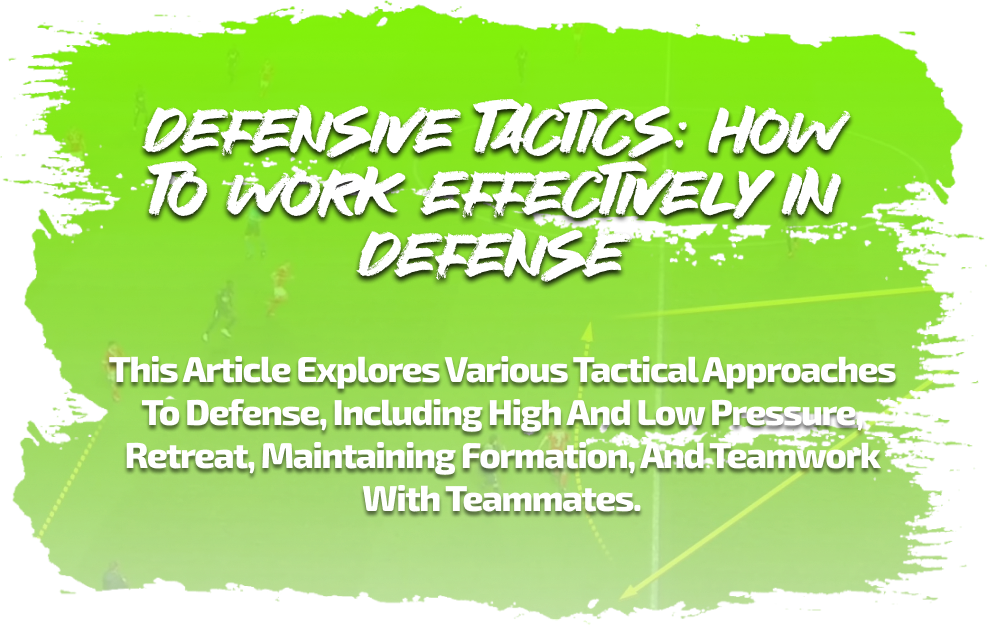 DEFENSIVE TACTICS: HOW
TO WORK EFFECTIVELY IN
DEFENSE
This Article Explores Various Tactical Approaches
To Defense, Including High And Low Pressure,
Retreat, Maintaining Formation, And Teamwork
With Teammates.